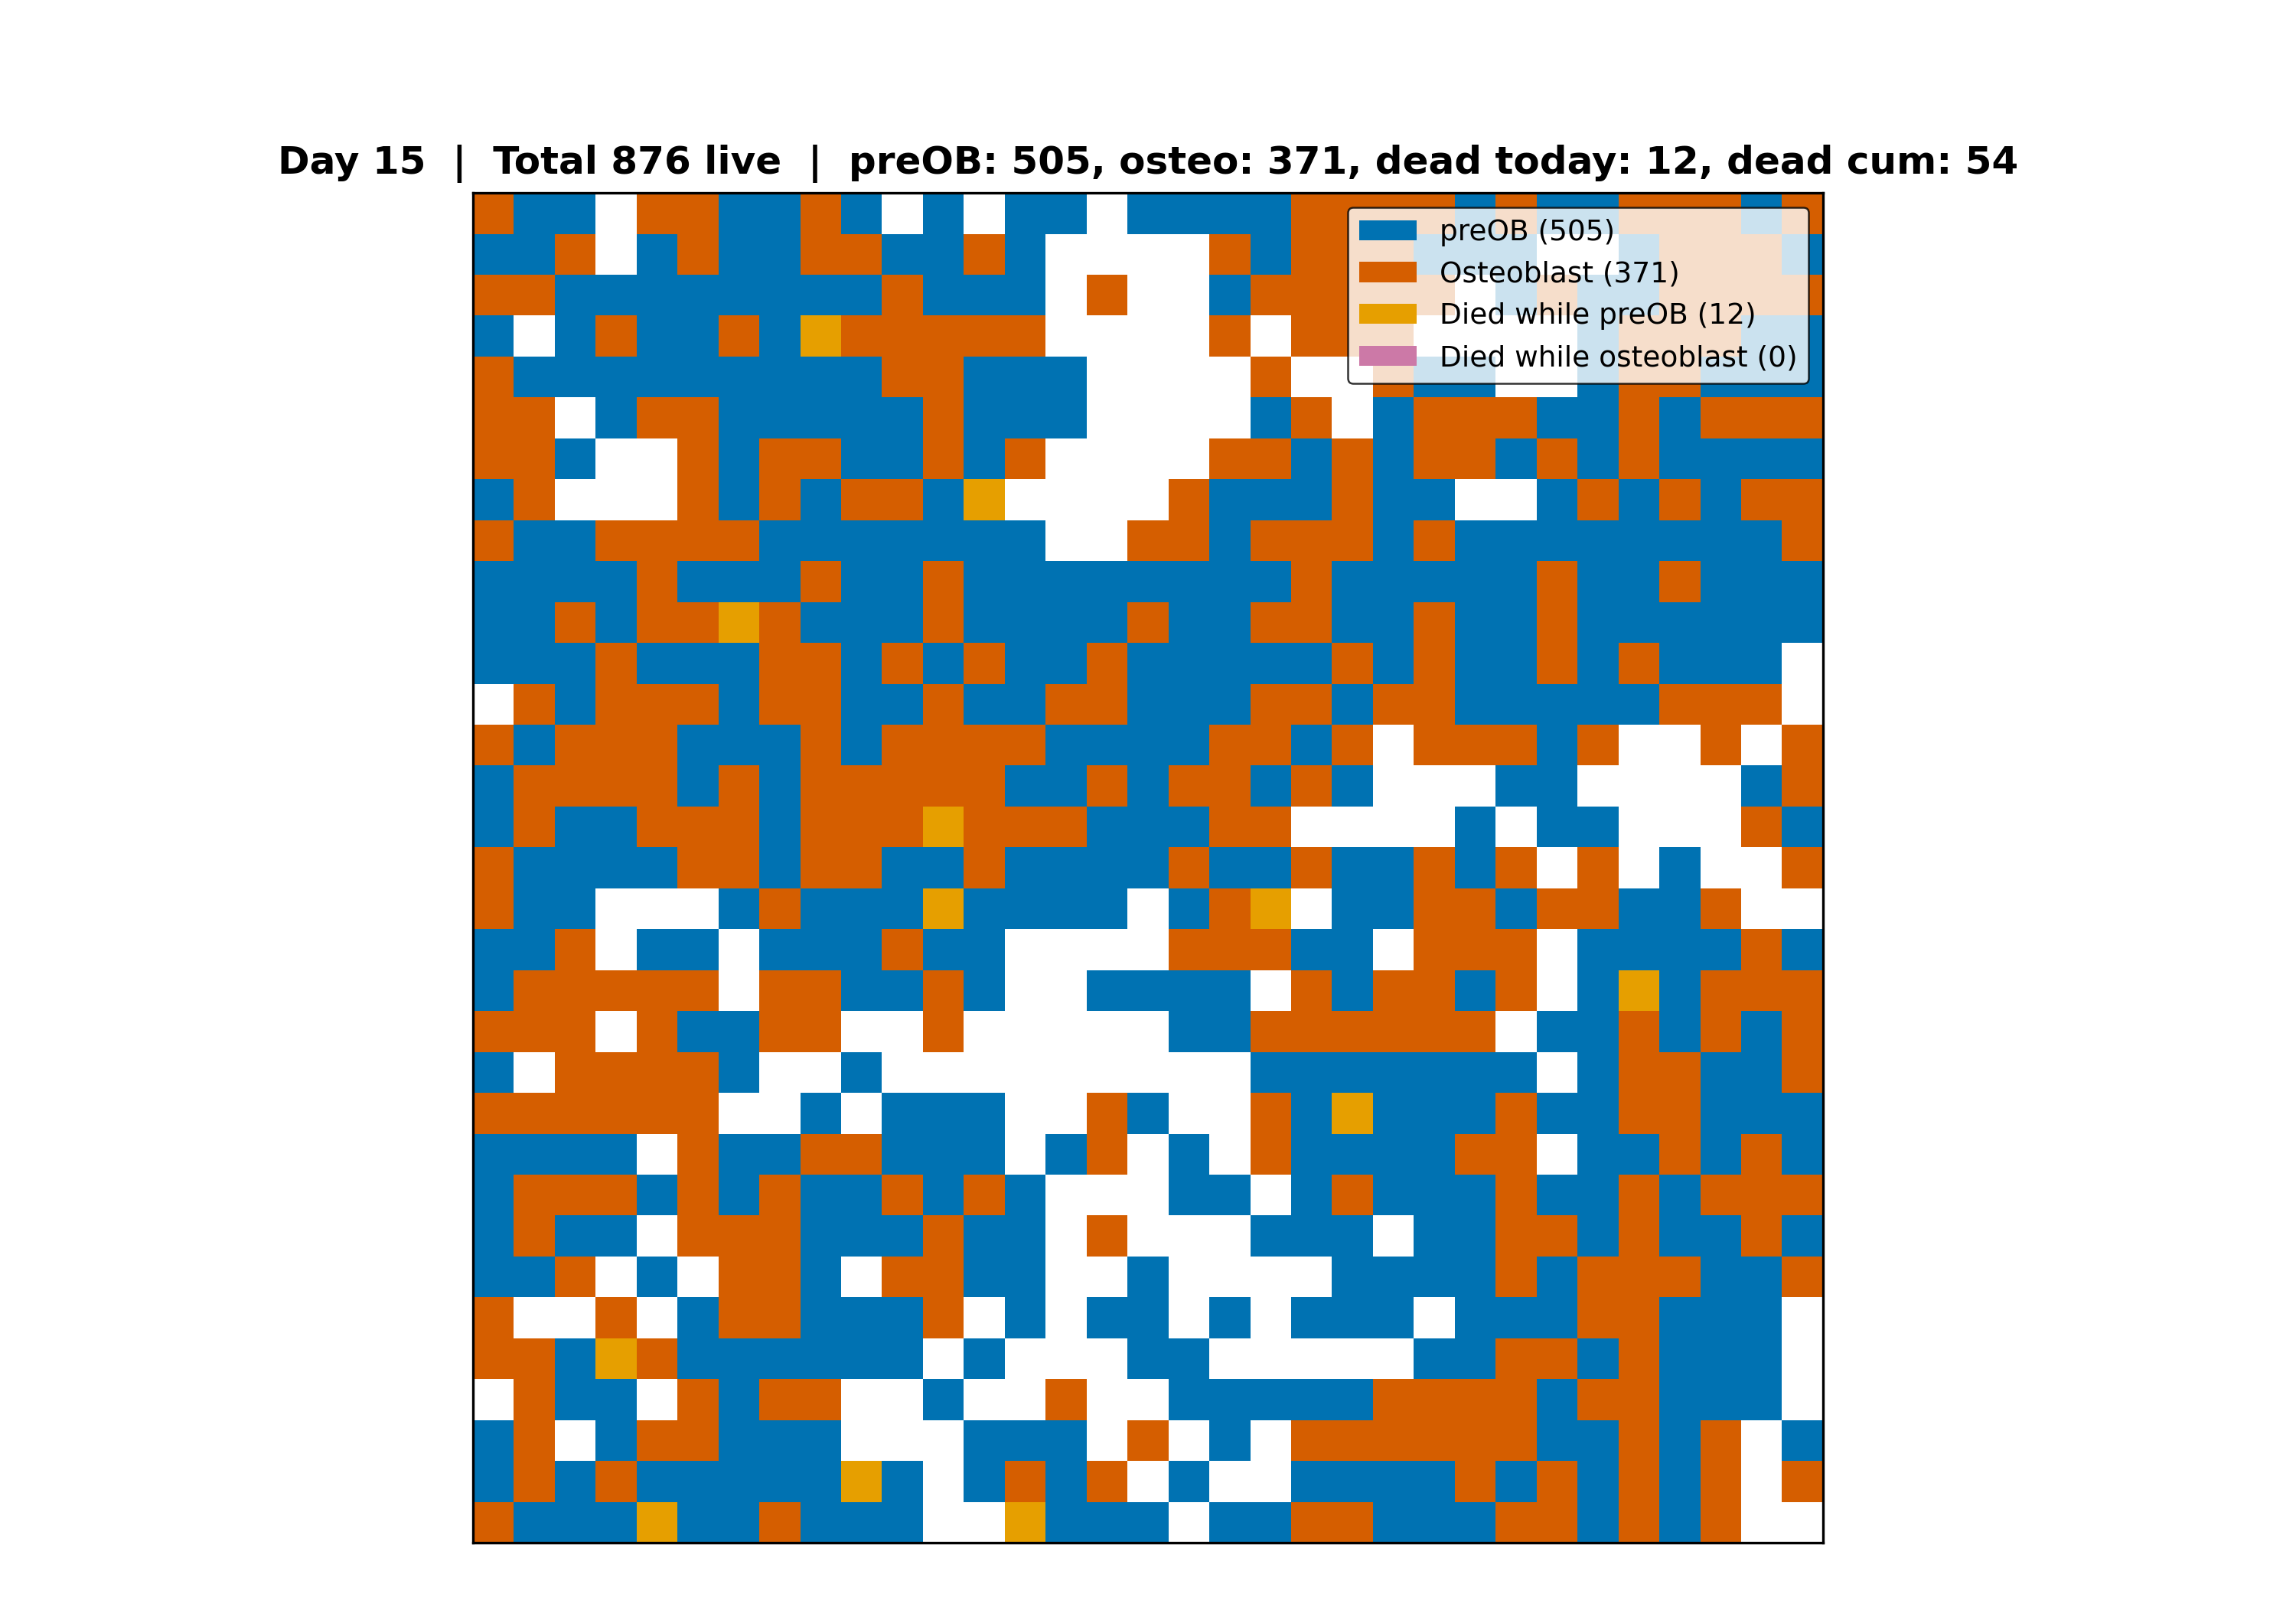 Day 15 | Total 876 live | preOB: 505, osteo: 371, dead today: 12, dead cum: 54
preOB (505)
Osteoblast (371)
Died while preOB (12)
Died while osteoblast (0)